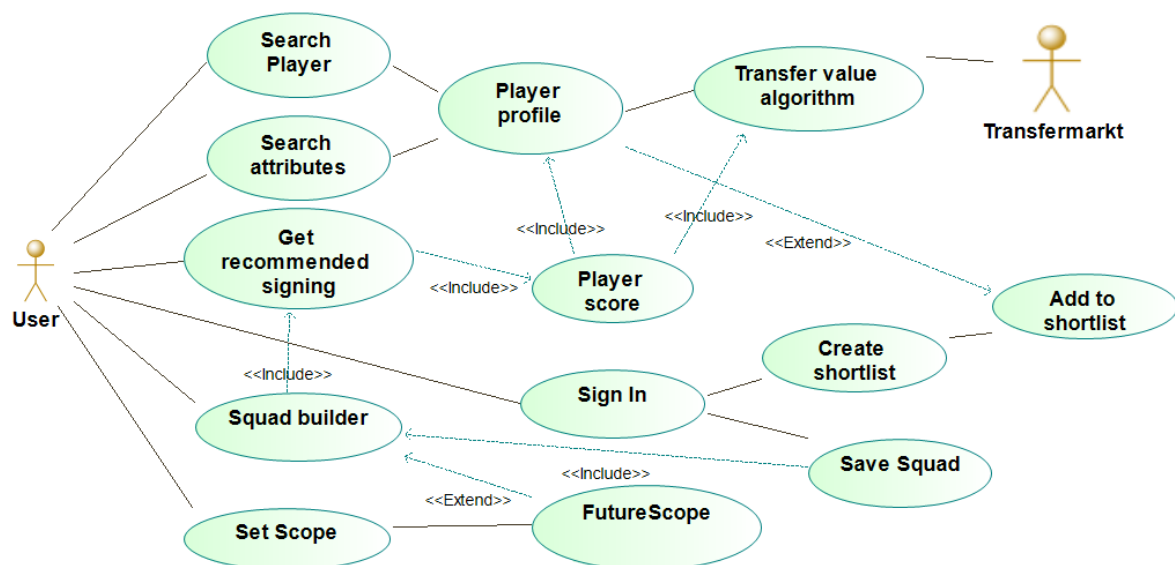 Search
Player
Player
profile
Transfer value
algorithm
Transfermarkt
Search
attributes
<<Include>>
<<Include>>
<<Extend>>
Get
recommended
signing
<<Include>>
Player
score
User
Add to
shortlist
Create
shortlist
<<Include>>
Sign In
Squad builder
Save Squad
<<Include>>
<<Extend>>
FutureScope
Set Scope